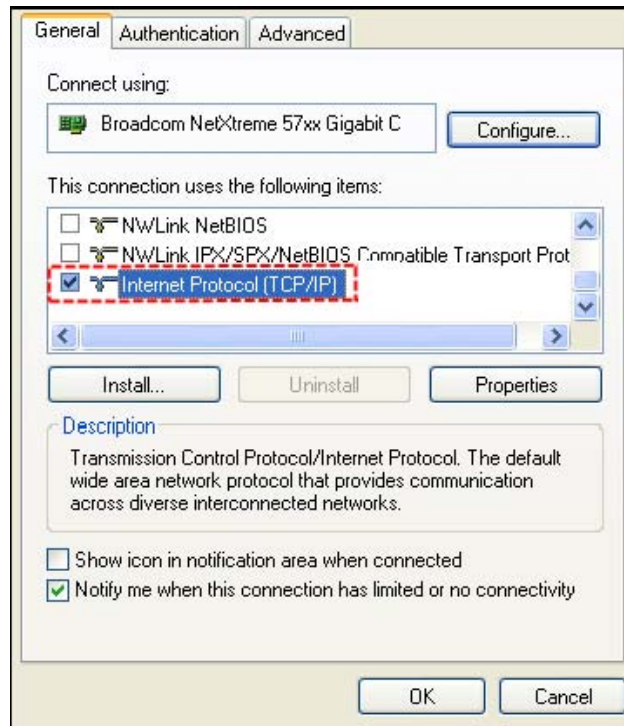 General Authentication Advanced
Connect using:
Broadcom NetXtreme 57xx Gigabit C Configure...
This connection uses the following items:
NWLink NetBIOS
NWLink IPX/SPX/NetBIOS Compatible Transport Prot
Internet Protocol (TCP/IP)
Install... Uninstall Properties
Description
Transmission Control Protocol/Internet Protocol. The default
wide area network protocol that provides communication
across diverse interconnected networks.
Show icon in notification area when connected
Notify me when this connection has limited or no connectivity
OK Cancel